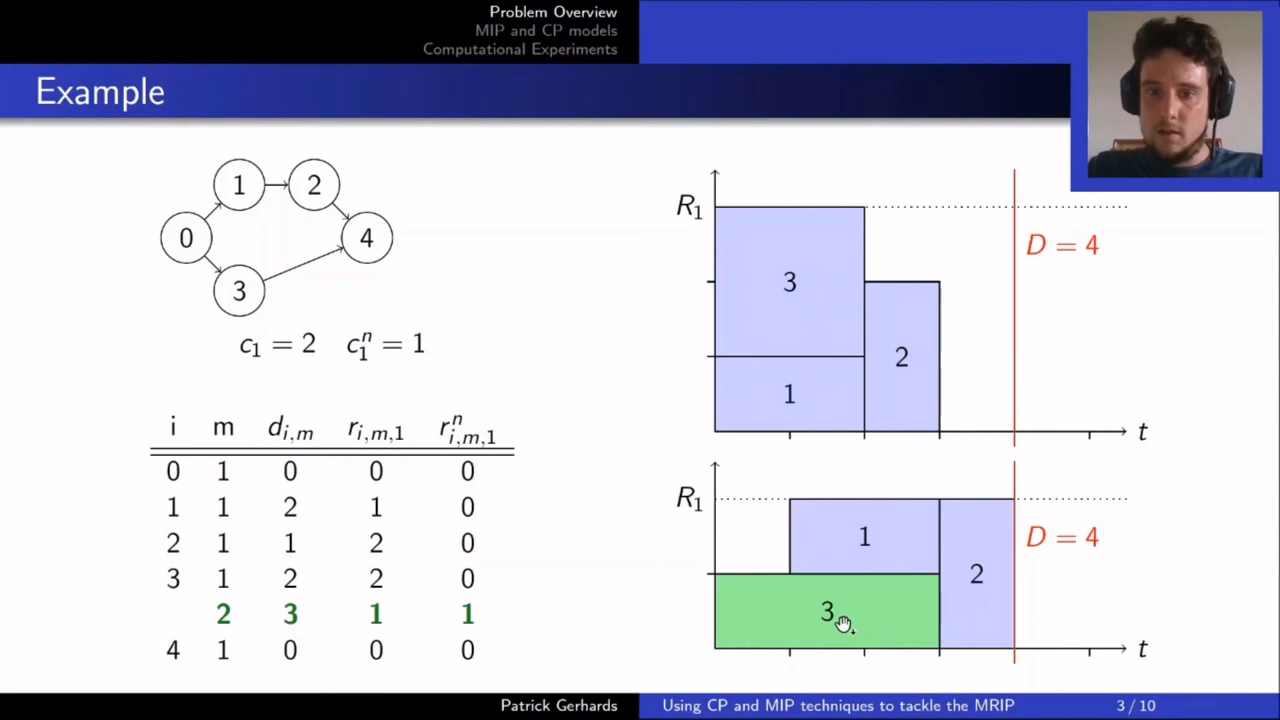 Problem Overview
MIP and CP models
Computational Experiments
Example
1 2
0 4
3
c₁ = 2 c₁ⁿ = 1
i m d_{i,m} r_{i,m,1} r^n_{i,m,1}
0 1 0 0 0
1 1 2 1 0
2 1 1 2 0
3 1 2 2 0
2 3 1 1
4 1 0 0 0
R₁
D = 4
3
2
1
t
R₁
D = 4
1
2
3
t
Patrick Gerhards Using CP and MIP techniques to tackle the MRIP 3 / 10